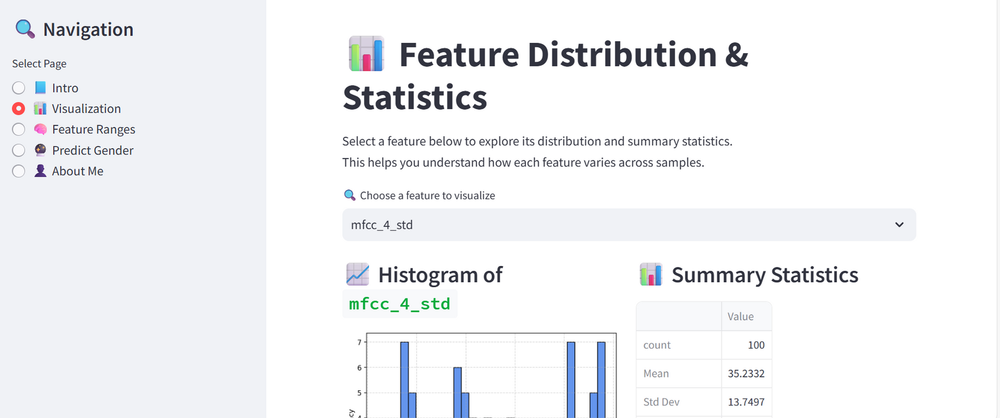 Navigation
Select Page
Intro
Visualization
Feature Ranges
Predict Gender
About Me
Feature Distribution &
Statistics
Select a feature below to explore its distribution and summary statistics.
This helps you understand how each feature varies across samples.
Choose a feature to visualize
mfcc_4_std
Histogram of
mfcc_4_std
7
6
5
Summary Statistics
Value
count 100
Mean 35.2332
Std Dev 13.7497